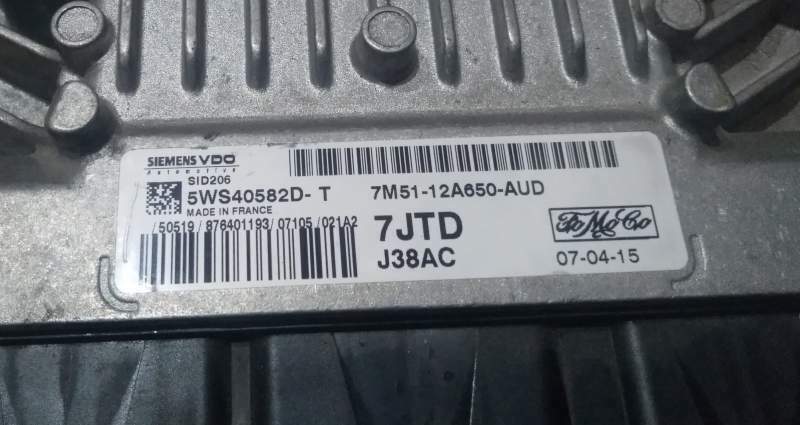 SIEMENS VDO
Automotive
SID206
5WS40582D- T
MADE IN FRANCE
/ 50519 / 876401193/ 07105 / 021A2
7M51-12A650-AUD
7JTD
J38AC
FoMoCo
07-04-15